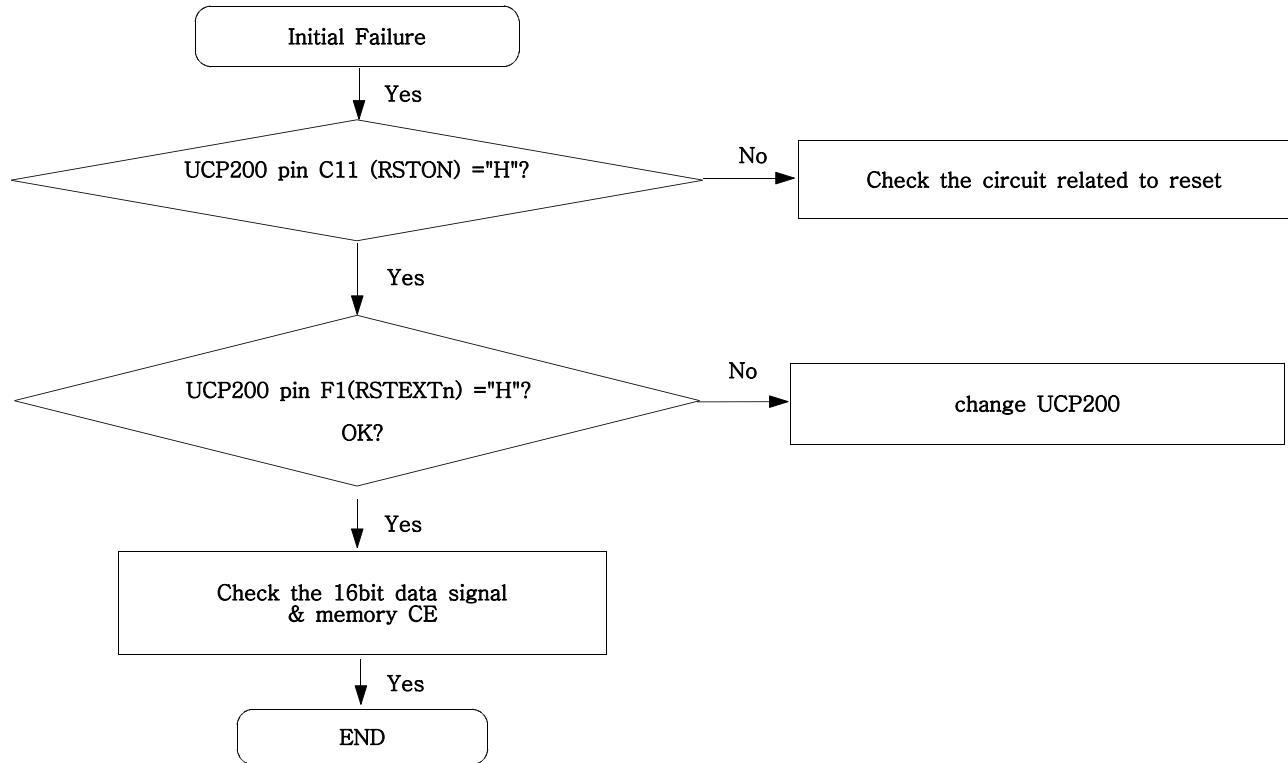 Initial Failure
Yes
UCP200 pin C11 (RSTON) ="H"?
No
Check the circuit related to reset
Yes
UCP200 pin F1(RSTEXTn) ="H"?
OK?
No
change UCP200
Yes
Check the 16bit data signal
& memory CE
Yes
END